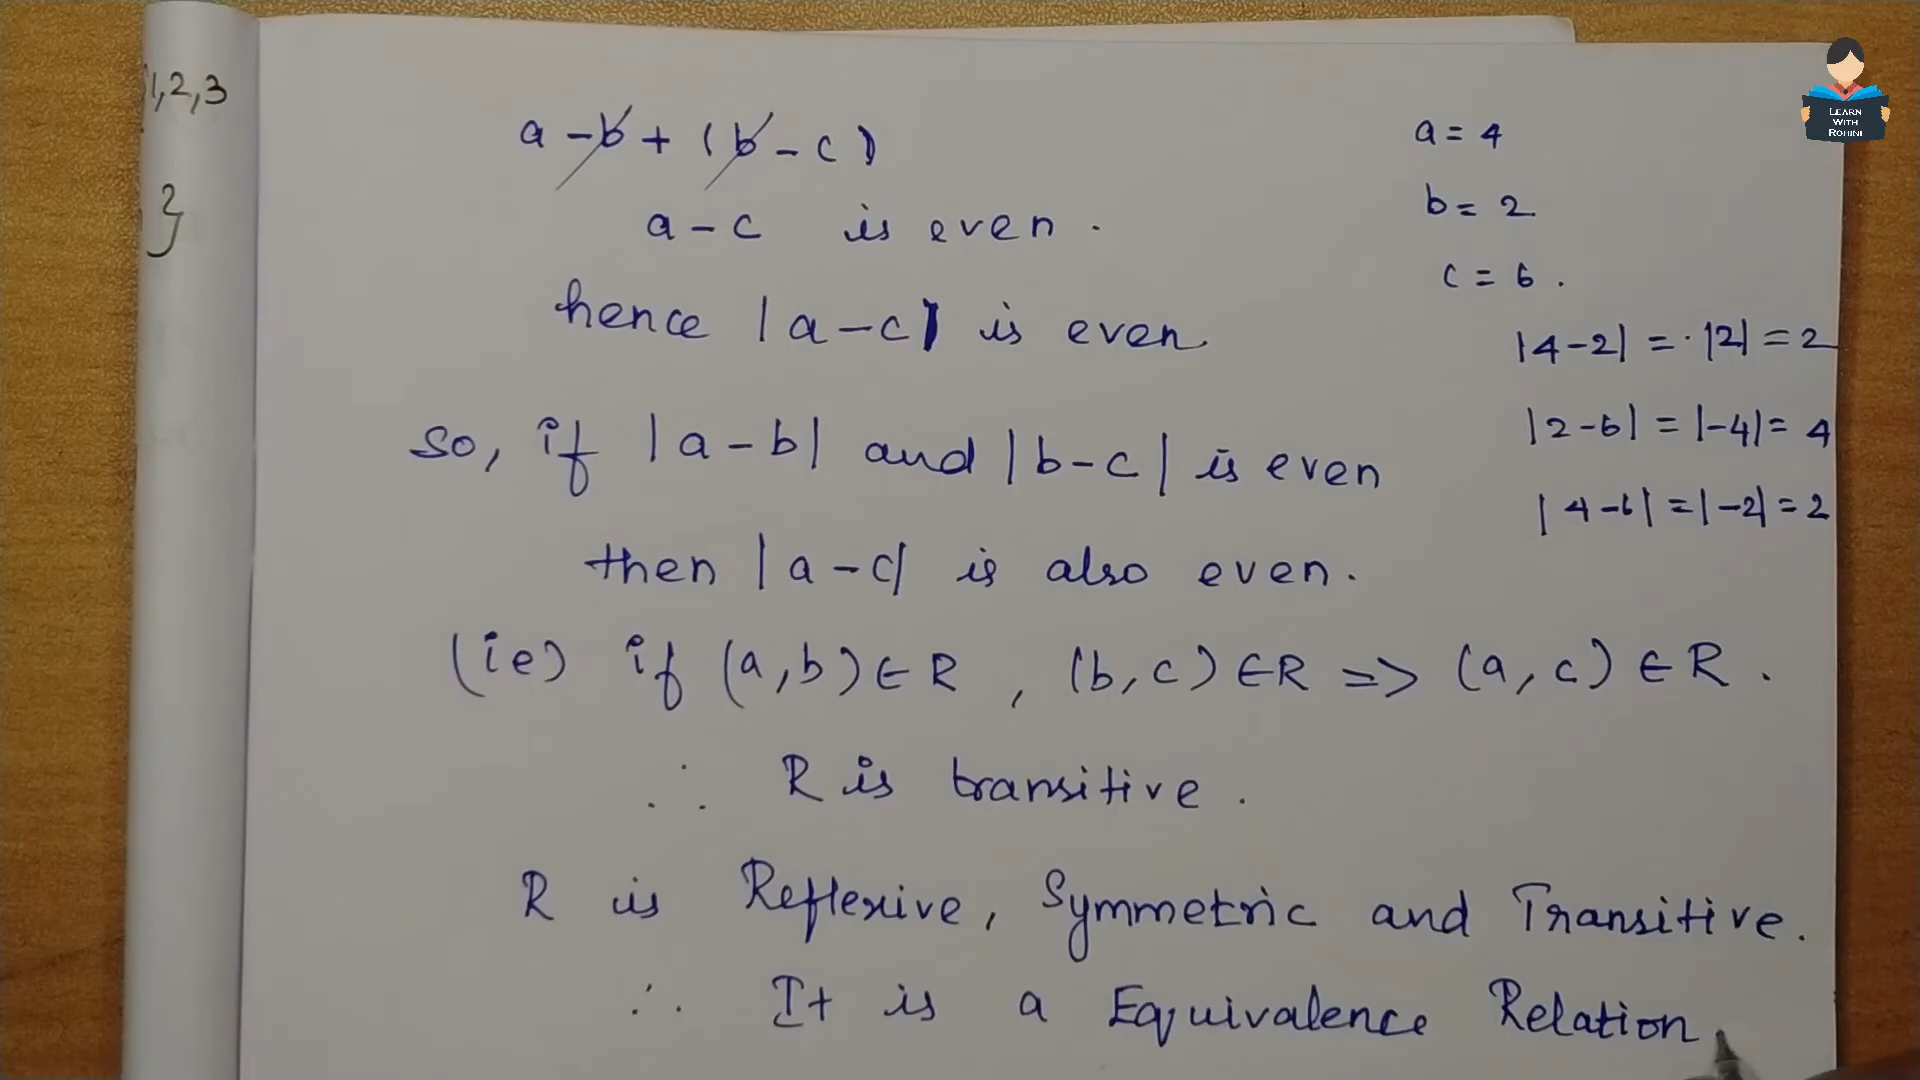 1,2,3
}
a - b + (b - c)
a - c is even.
hence |a - c| is even
So, if |a - b| and |b - c| is even
then |a - c| is also even.
(ie) if (a,b) ∈ R , (b,c) ∈ R => (a,c) ∈ R.
∴ R is transitive.
R is Reflexive, Symmetric and Transitive.
∴ It is a Equivalence Relation
a = 4
b = 2
c = 6.
|4-2| = |2| = 2
|2-6| = |-4| = 4
|4-6| = |-2| = 2
LEARN
WITH
ROHINI